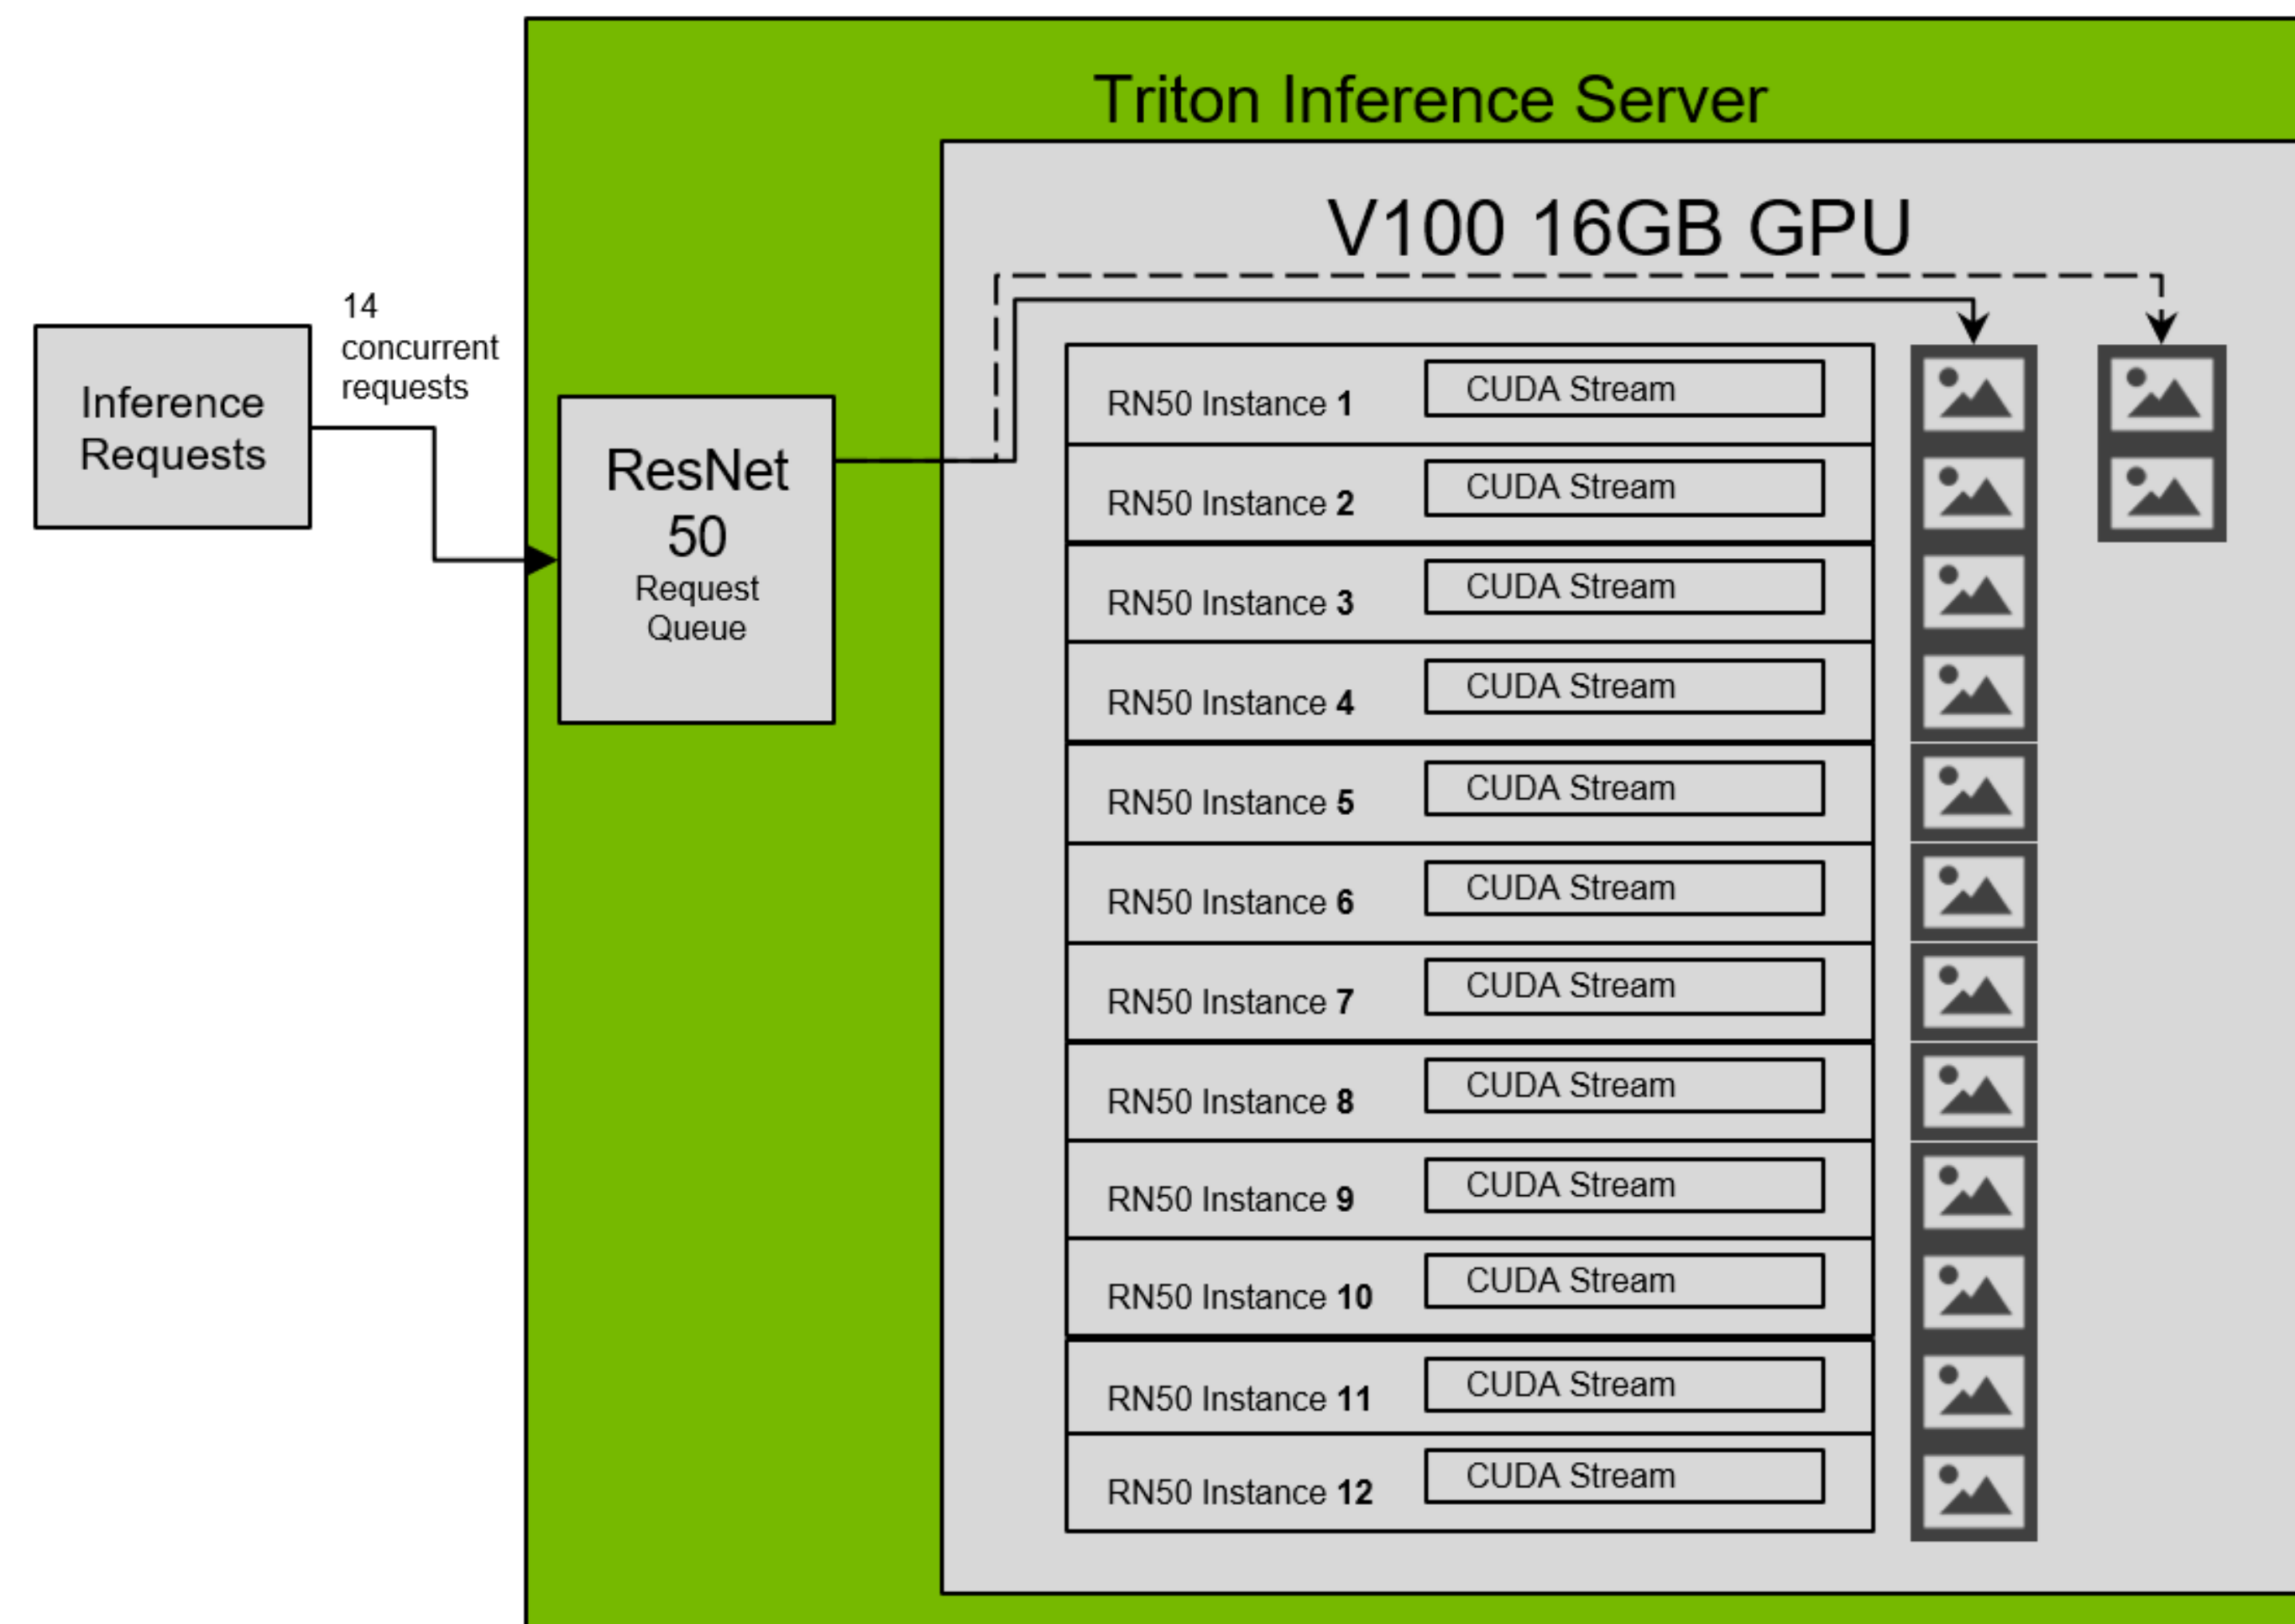 Triton Inference Server
V100 16GB GPU
14
concurrent
requests
Inference
Requests
ResNet
50
Request
Queue
RN50 Instance 1
CUDA Stream
RN50 Instance 2
CUDA Stream
RN50 Instance 3
CUDA Stream
RN50 Instance 4
CUDA Stream
RN50 Instance 5
CUDA Stream
RN50 Instance 6
CUDA Stream
RN50 Instance 7
CUDA Stream
RN50 Instance 8
CUDA Stream
RN50 Instance 9
CUDA Stream
RN50 Instance 10
CUDA Stream
RN50 Instance 11
CUDA Stream
RN50 Instance 12
CUDA Stream